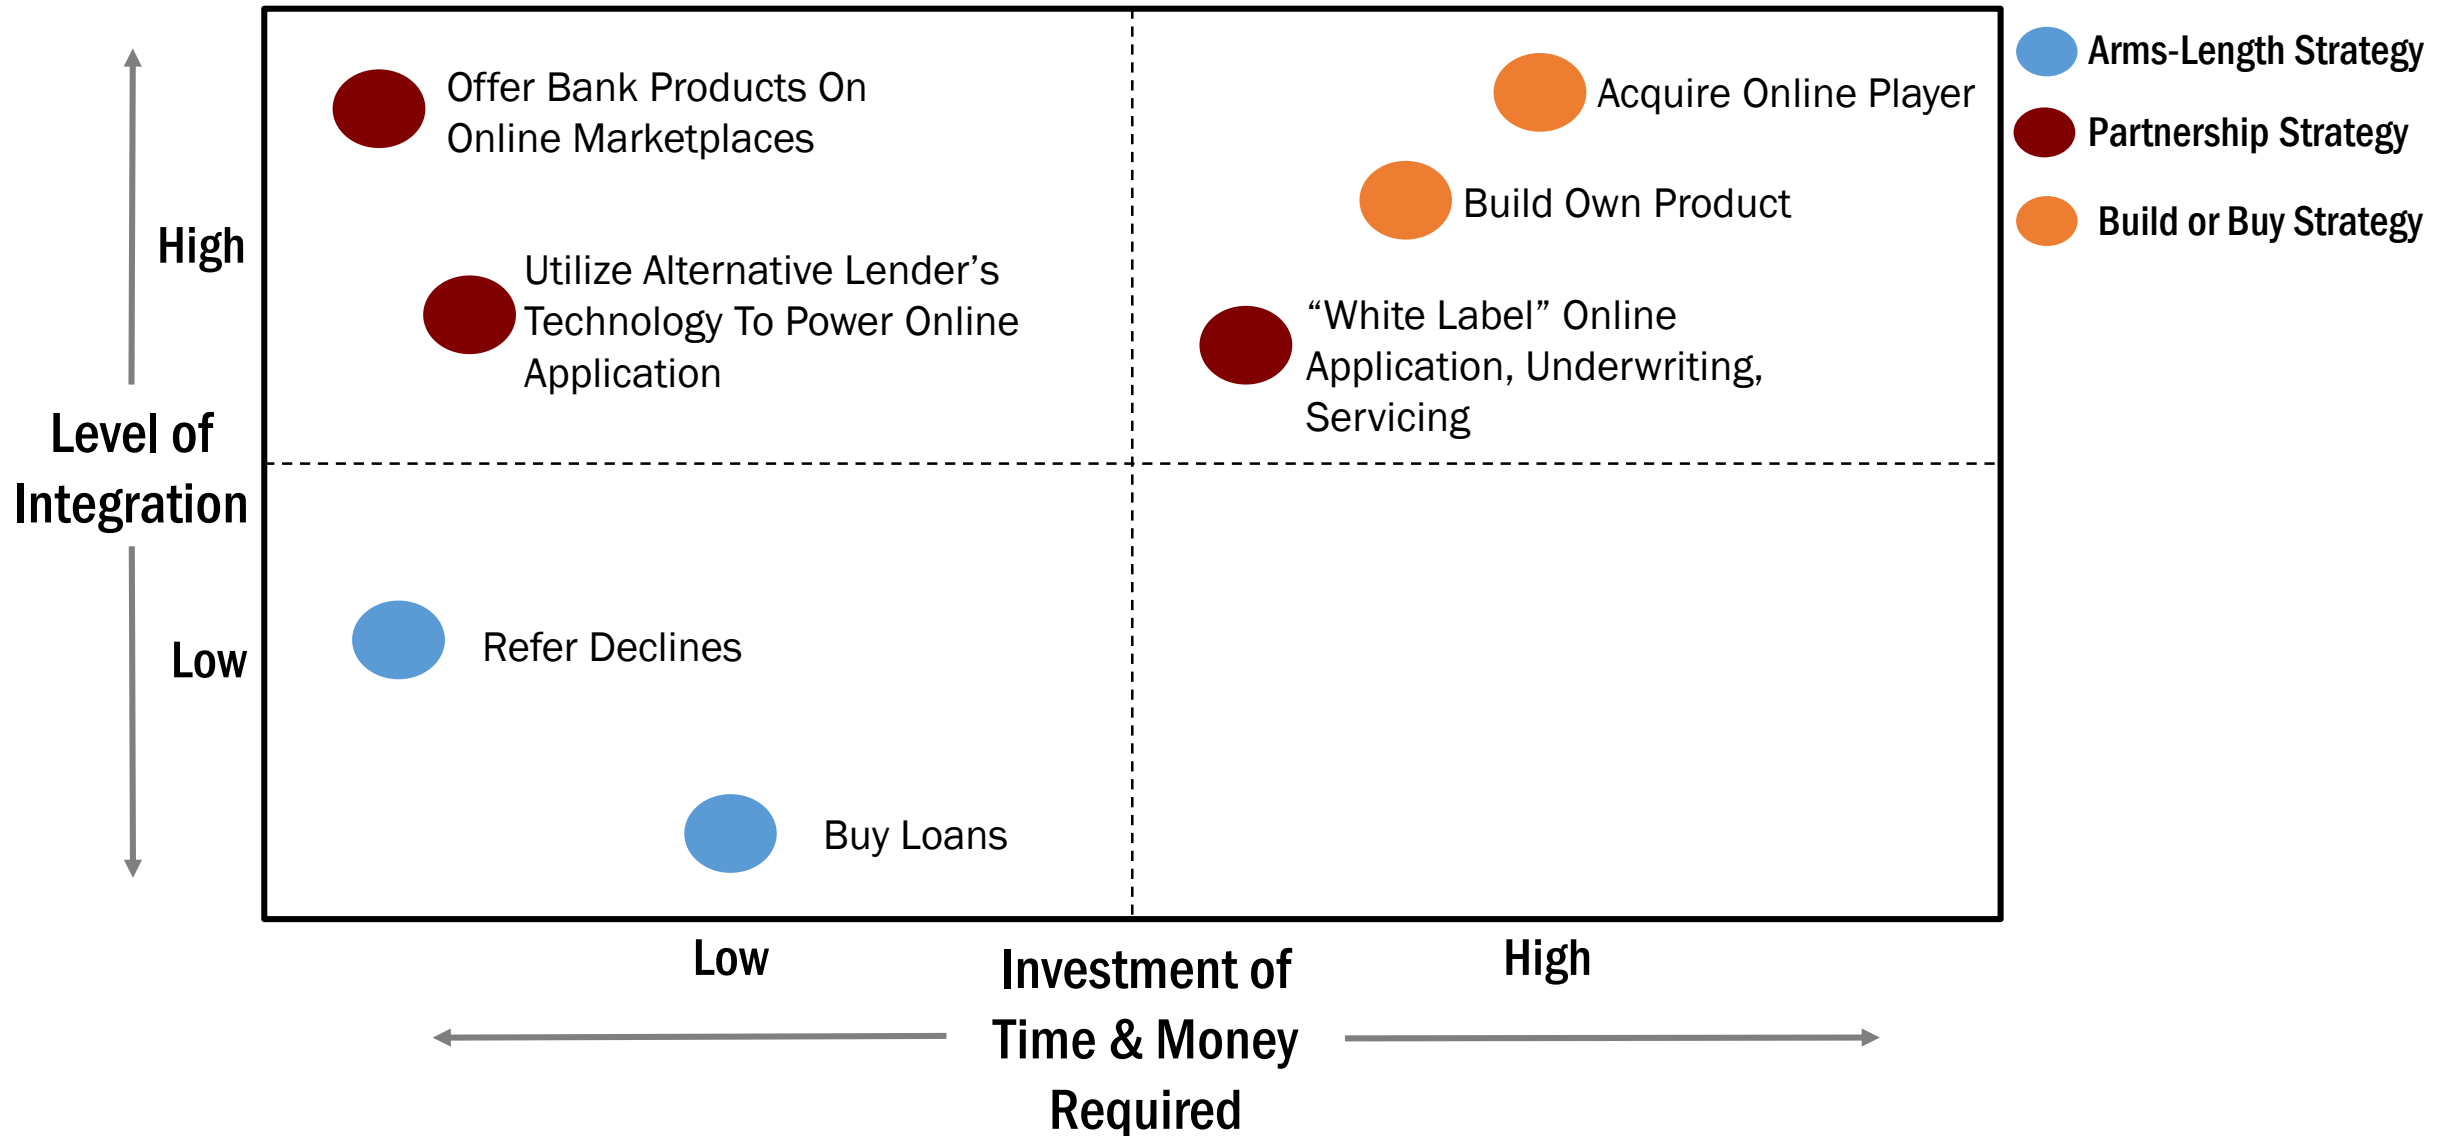 Offer Bank Products On
Online Marketplaces
Acquire Online Player
Build Own Product
Utilize Alternative Lender’s
Technology To Power Online
Application
“White Label” Online
Application, Underwriting,
Servicing
Refer Declines
Buy Loans
Arms-Length Strategy
Partnership Strategy
Build or Buy Strategy
High
Level of
Integration
Low
Low
High
Investment of
Time & Money
Required